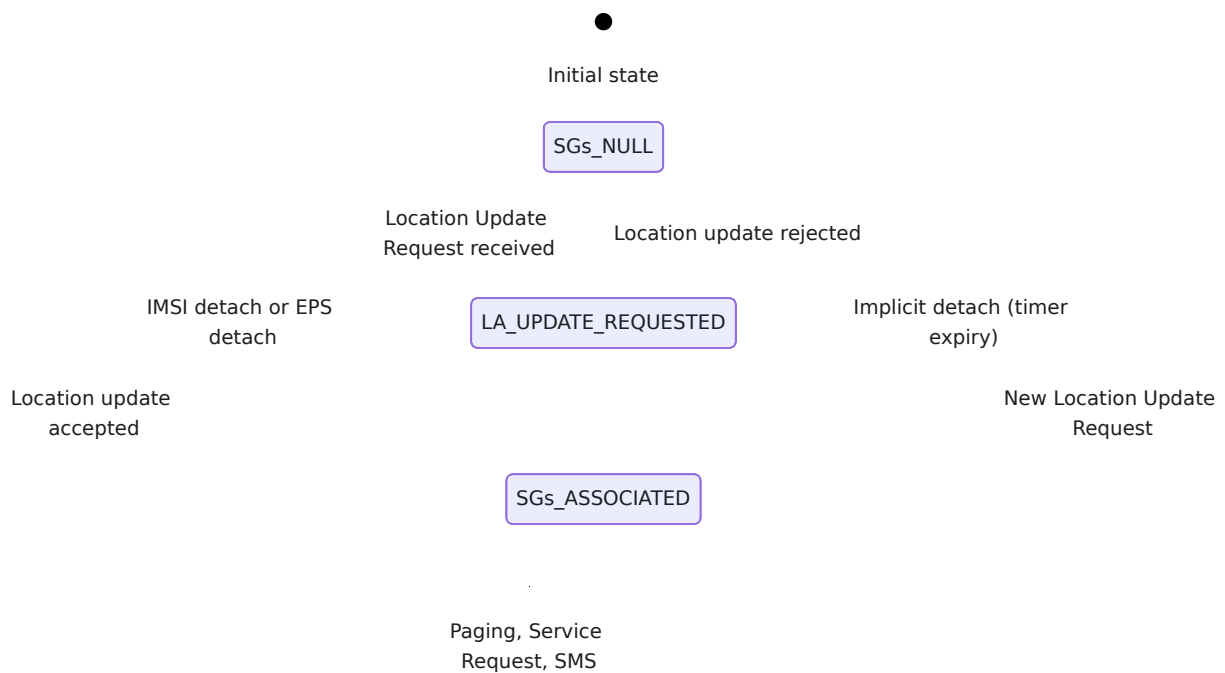 Initial state
SGs_NULL
Location Update
Request received
Location update rejected
IMSI detach or EPS
detach
LA_UPDATE_REQUESTED
Implicit detach (timer
expiry)
Location update
accepted
New Location Update
Request
SGs_ASSOCIATED
Paging, Service
Request, SMS